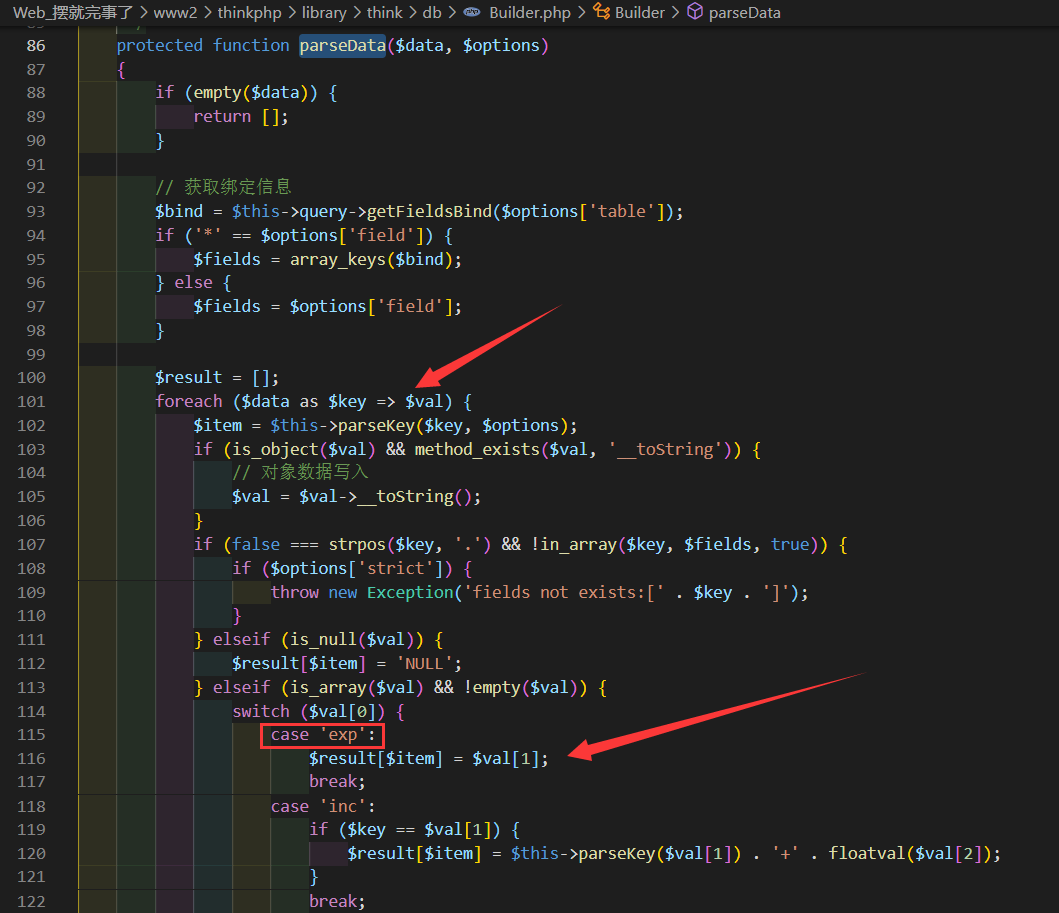 Web_摆就完事了 > www2 > thinkphp > library > think > db > Builder.php > Builder > parseData
86 protected function parseData($data, $options)
87 {
88 if (empty($data)) {
89 return [];
90 }
91
92 // 获取绑定信息
93 $bind = $this->query->getFieldsBind($options['table']);
94 if ('*' == $options['field']) {
95 $fields = array_keys($bind);
96 } else {
97 $fields = $options['field'];
98 }
99
100 $result = [];
101 foreach ($data as $key => $val) {
102 $item = $this->parseKey($key, $options);
103 if (is_object($val) && method_exists($val, '__toString')) {
104 // 对象数据写入
105 $val = $val->__toString();
106 }
107 if (false === strpos($key, '.') && !in_array($key, $fields, true)) {
108 if ($options['strict']) {
109 throw new Exception('fields not exists:[' . $key . ']');
110 }
111 } elseif (is_null($val)) {
112 $result[$item] = 'NULL';
113 } elseif (is_array($val) && !empty($val)) {
114 switch ($val[0]) {
115 case 'exp':
116 $result[$item] = $val[1];
117 break;
118 case 'inc':
119 if ($key == $val[1]) {
120 $result[$item] = $this->parseKey($val[1]) . '+' . floatval($val[2]);
121 }
122 break;